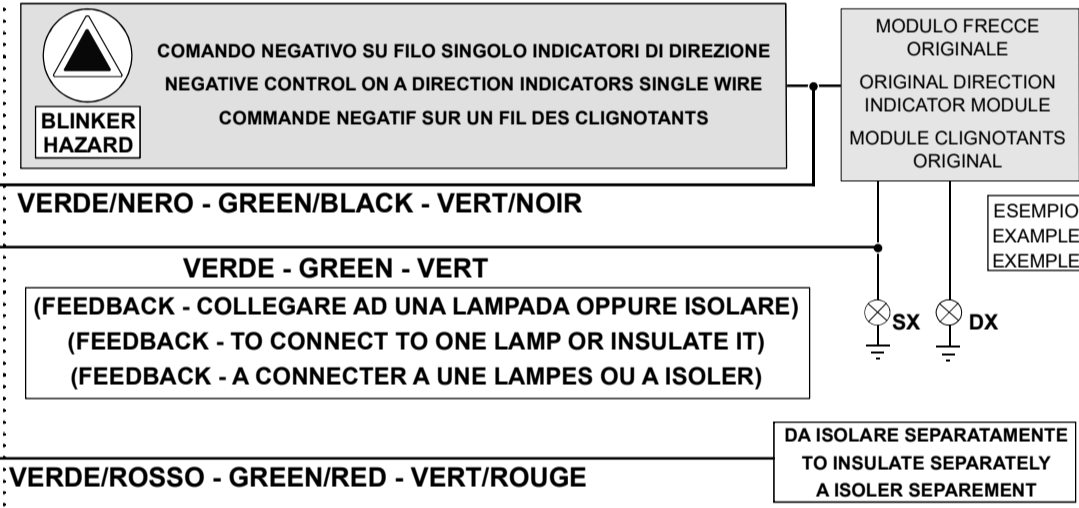 BLINKER
HAZARD
COMANDO NEGATIVO SU FILO SINGOLO INDICATORI DI DIREZIONE
NEGATIVE CONTROL ON A DIRECTION INDICATORS SINGLE WIRE
COMMANDE NEGATIF SUR UN FIL DES CLIGNOTANTS
MODULO FRECCE
ORIGINALE
ORIGINAL DIRECTION
INDICATOR MODULE
MODULE CLIGNOTANTS
ORIGINAL
VERDE/NERO - GREEN/BLACK - VERT/NOIR
ESEMPIO
EXAMPLE
EXEMPLE
VERDE - GREEN - VERT
(FEEDBACK - COLLEGARE AD UNA LAMPADA OPPURE ISOLARE)
(FEEDBACK - TO CONNECT TO ONE LAMP OR INSULATE IT)
(FEEDBACK - A CONNECTER A UNE LAMPES OU A ISOLER)
SX
DX
DA ISOLARE SEPARATAMENTE
TO INSULATE SEPARATELY
A ISOLER SEPAREMENT
VERDE/ROSSO - GREEN/RED - VERT/ROUGE